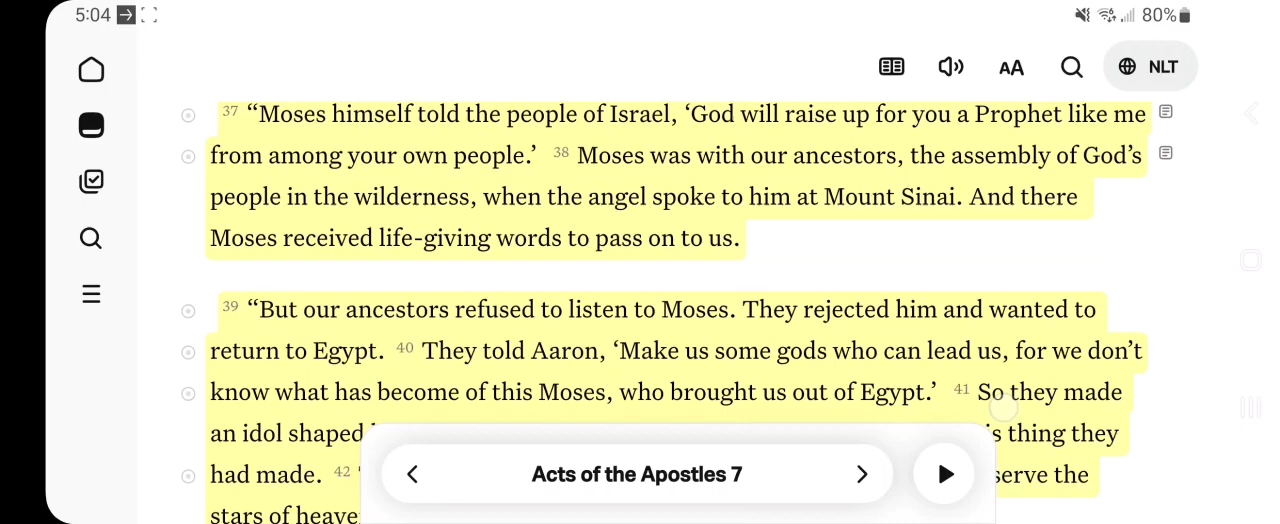 5:04
80%
NLT
37 “Moses himself told the people of Israel, ‘God will raise up for you a Prophet like me
from among your own people.’ 38 Moses was with our ancestors, the assembly of God’s
people in the wilderness, when the angel spoke to him at Mount Sinai. And there
Moses received life-giving words to pass on to us.
39 “But our ancestors refused to listen to Moses. They rejected him and wanted to
return to Egypt. 40 They told Aaron, ‘Make us some gods who can lead us, for we don’t
know what has become of this Moses, who brought us out of Egypt.’ 41 So they made
an idol shaped is thing they
had made. 42 serve the
stars of heave
Acts of the Apostles 7